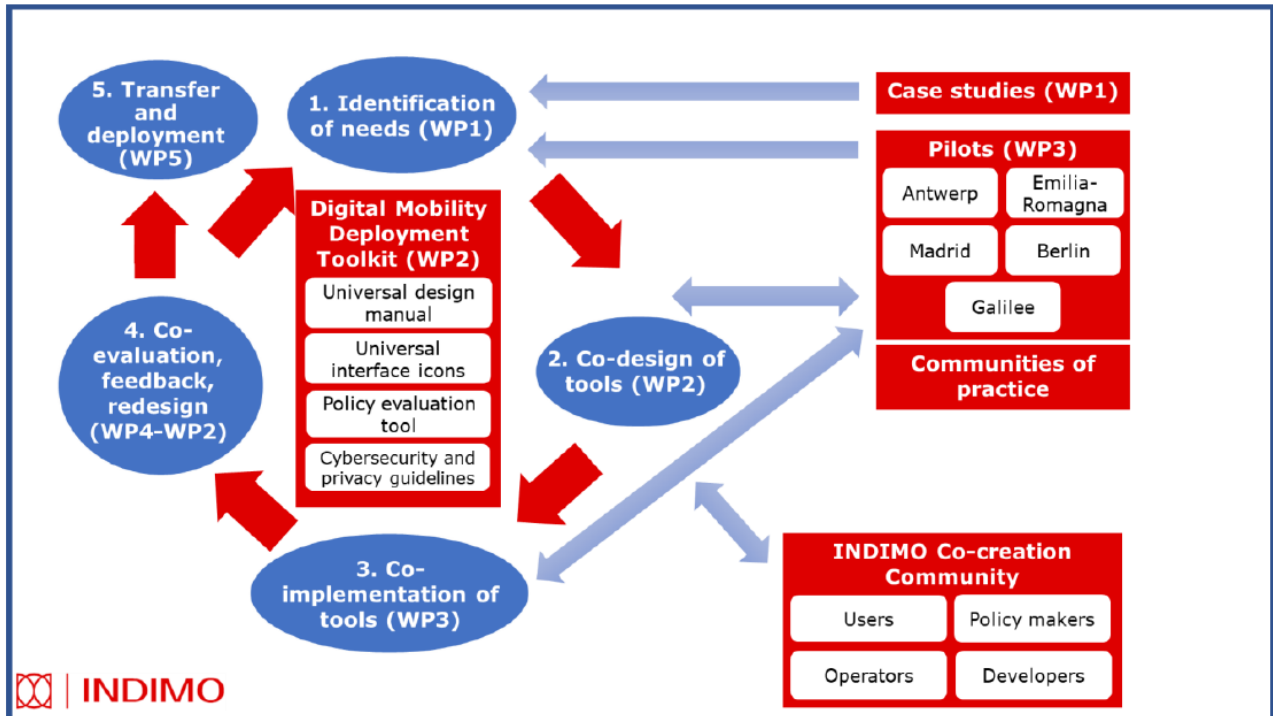 5. Transfer
and
deployment
(WP5)
1. Identification
of needs (WP1)
Case studies (WP1)
Pilots (WP3)
Antwerp
Emilia-
Romagna
Madrid
Berlin
Galilee
Communities of
practice
Digital Mobility
Deployment
Toolkit (WP2)
Universal design
manual
Universal
interface icons
Policy evaluation
tool
Cybersecurity and
privacy guidelines
2. Co-design of
tools (WP2)
4. Co-
evaluation,
feedback,
redesign
(WP4-WP2)
3. Co-
implementation of
tools (WP3)
INDIMO Co-creation
Community
Users
Policy makers
Operators
Developers
INDIMO